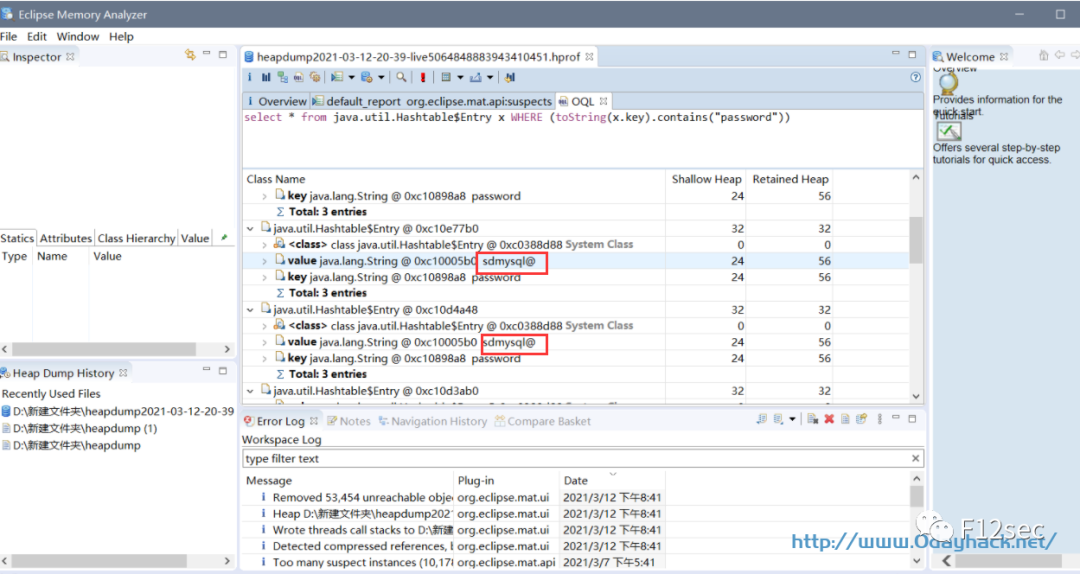 Eclipse Memory Analyzer
File Edit Window Help
Inspector
heapdump2021-03-12-20-39-live5064848883943410451.hprof
Welcome
Overview
Provides information for the
quick start.
Tutorials
Offers several step-by-step
tutorials for quick access.
i Overview default_report org.eclipse.mat.api:suspects OQL
select * from java.util.Hashtable$Entry x WHERE (toString(x.key).contains("password"))
Class Name Shallow Heap Retained Heap
key java.lang.String @ 0xc10898a8 password 24 56
Σ Total: 3 entries
java.util.Hashtable$Entry @ 0xc10e77b0 32 32
<class> class java.util.Hashtable$Entry @ 0xc0388d88 System Class 0 0
value java.lang.String @ 0xc10005b0 sdmysql@ 24 56
key java.lang.String @ 0xc10898a8 password 24 56
Σ Total: 3 entries
java.util.Hashtable$Entry @ 0xc10d4a48 32 32
<class> class java.util.Hashtable$Entry @ 0xc0388d88 System Class 0 0
value java.lang.String @ 0xc10005b0 sdmysql@ 24 56
key java.lang.String @ 0xc10898a8 password 24 56
Σ Total: 3 entries
java.util.Hashtable$Entry @ 0xc10d3ab0 32 32
Statics Attributes Class Hierarchy Value
Type Name Value
Heap Dump History
Recently Used Files
D:\新建文件夹\heapdump2021-03-12-20-39
D:\新建文件夹\heapdump (1)
D:\新建文件夹\heapdump
Error Log Notes Navigation History Compare Basket
Workspace Log
type filter text
Message Plug-in Date
i Removed 53,454 unreachable obje org.eclipse.mat.ui 2021/3/12 下午8:41
i Heap D:\新建文件夹\heapdump202 org.eclipse.mat.ui 2021/3/12 下午8:41
i Wrote threads call stacks to D:\新建 org.eclipse.mat.ui 2021/3/12 下午8:41
i Detected compressed references, org.eclipse.mat.ui 2021/3/12 下午8:41
i Too many suspect instances (10,178 org.eclipse.mat.api 2021/3/7 下午5:41
F12sec
http://www.0dayhack.net/